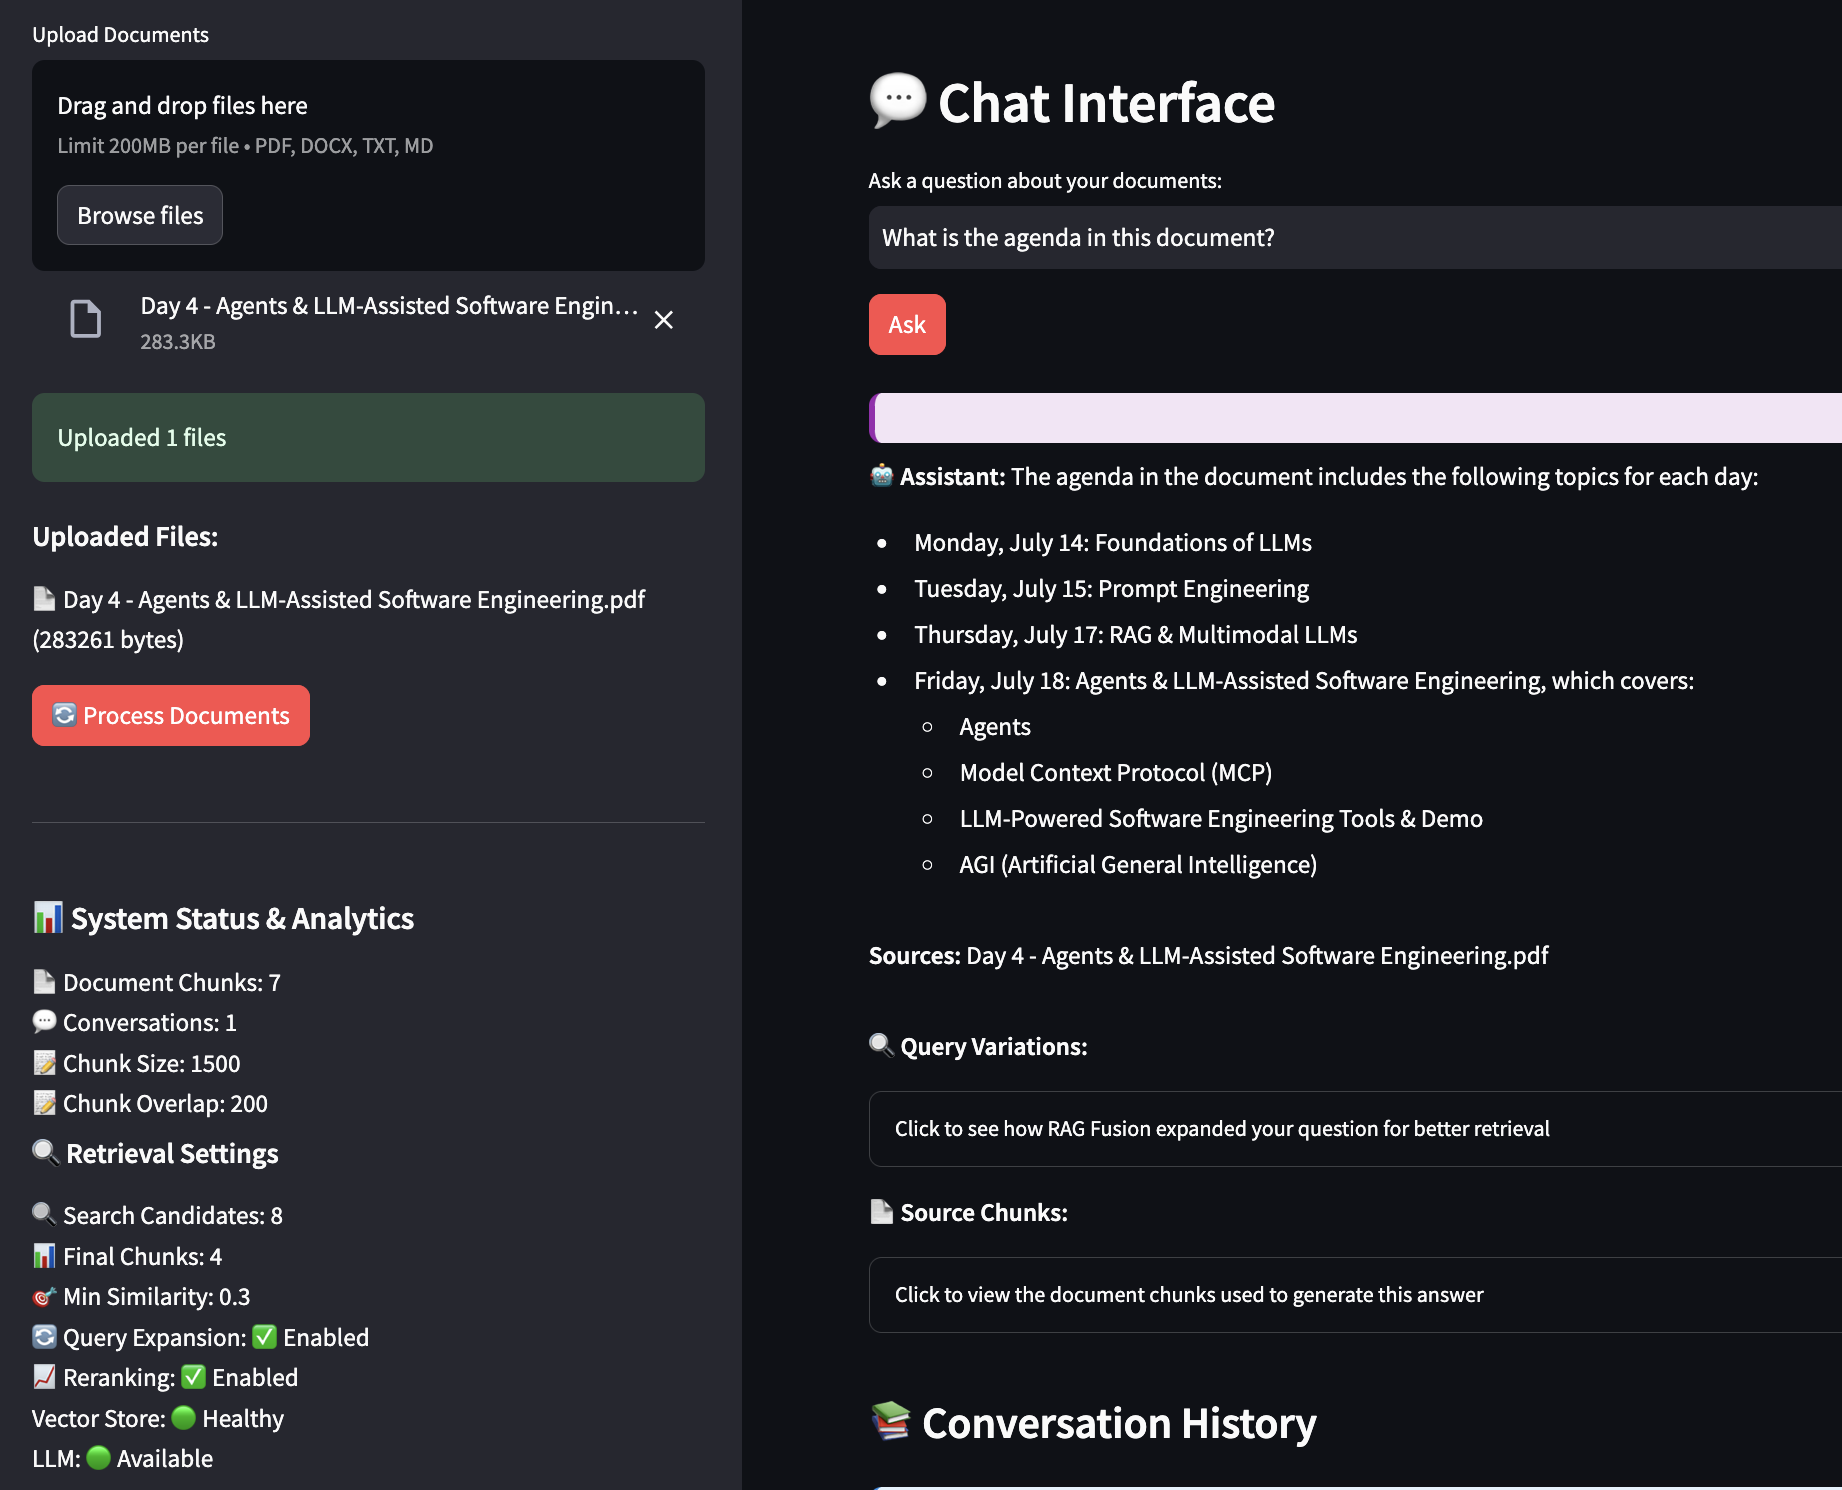 Upload Documents
Drag and drop files here
Limit 200MB per file • PDF, DOCX, TXT, MD
Browse files
Day 4 - Agents & LLM-Assisted Software Engin…
283.3KB
Uploaded 1 files
Uploaded Files:
Day 4 - Agents & LLM-Assisted Software Engineering.pdf
(283261 bytes)
Process Documents
System Status & Analytics
Document Chunks: 7
Conversations: 1
Chunk Size: 1500
Chunk Overlap: 200
Retrieval Settings
Search Candidates: 8
Final Chunks: 4
Min Similarity: 0.3
Query Expansion: ✅ Enabled
Reranking: ✅ Enabled
Vector Store: 🟢 Healthy
LLM: 🟢 Available
Chat Interface
Ask a question about your documents:
What is the agenda in this document?
Ask
Assistant: The agenda in the document includes the following topics for each day:
• Monday, July 14: Foundations of LLMs
• Tuesday, July 15: Prompt Engineering
• Thursday, July 17: RAG & Multimodal LLMs
• Friday, July 18: Agents & LLM-Assisted Software Engineering, which covers:
◦ Agents
◦ Model Context Protocol (MCP)
◦ LLM-Powered Software Engineering Tools & Demo
◦ AGI (Artificial General Intelligence)
Sources: Day 4 - Agents & LLM-Assisted Software Engineering.pdf
Query Variations:
Click to see how RAG Fusion expanded your question for better retrieval
Source Chunks:
Click to view the document chunks used to generate this answer
Conversation History